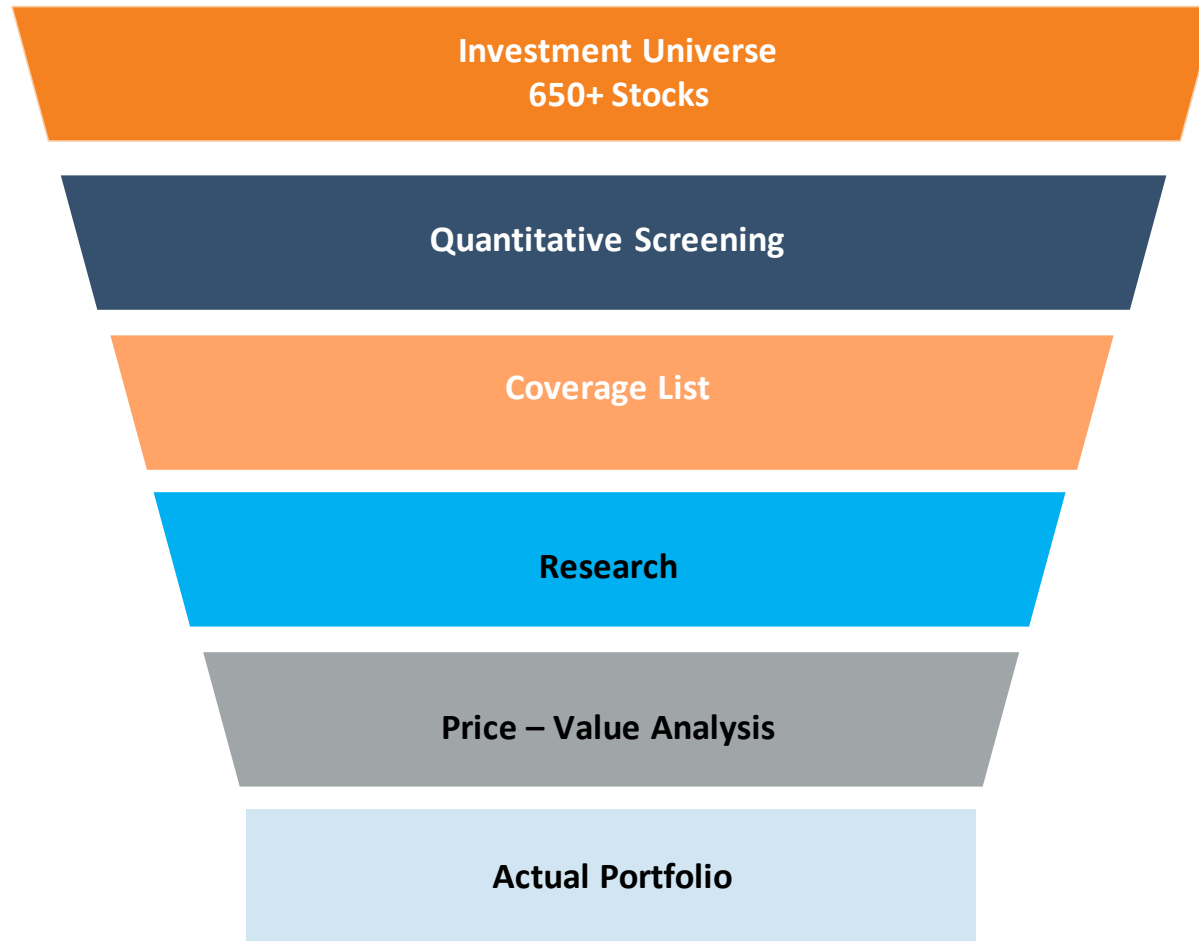 Investment Universe
650+ Stocks
Quantitative Screening
Coverage List
Research
Price – Value Analysis
Actual Portfolio